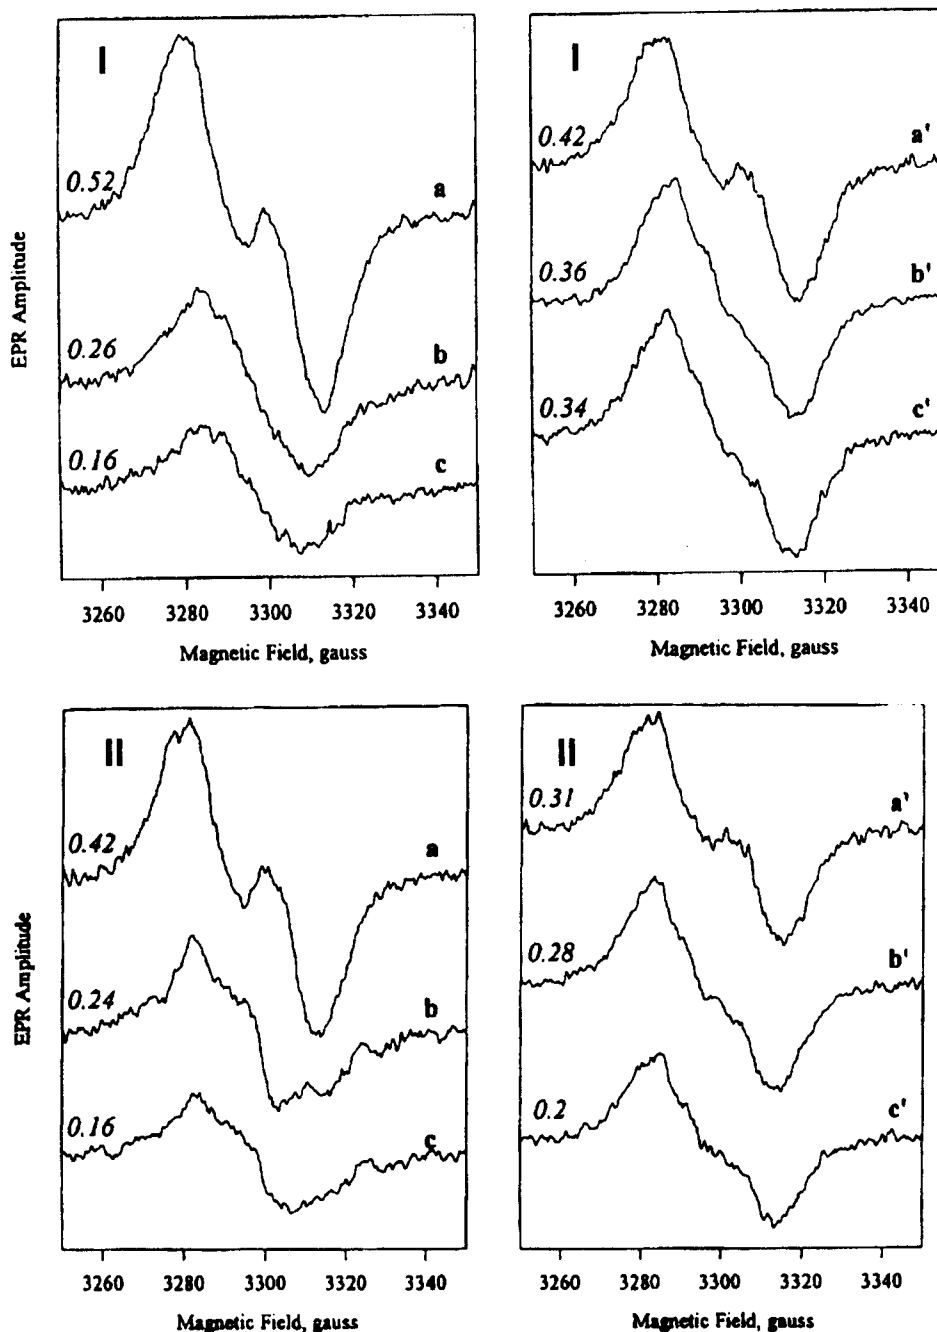 I
0.52
a
0.26
b
0.16
c
EPR Amplitude
3260 3280 3300 3320 3340
Magnetic Field, gauss
I
0.42
a'
0.36
b'
0.34
c'
3260 3280 3300 3320 3340
Magnetic Field, gauss
II
0.42
a
0.24
b
0.16
c
EPR Amplitude
3260 3280 3300 3320 3340
Magnetic Field, gauss
II
0.31
a'
0.28
b'
0.2
c'
3260 3280 3300 3320 3340
Magnetic Field, gauss